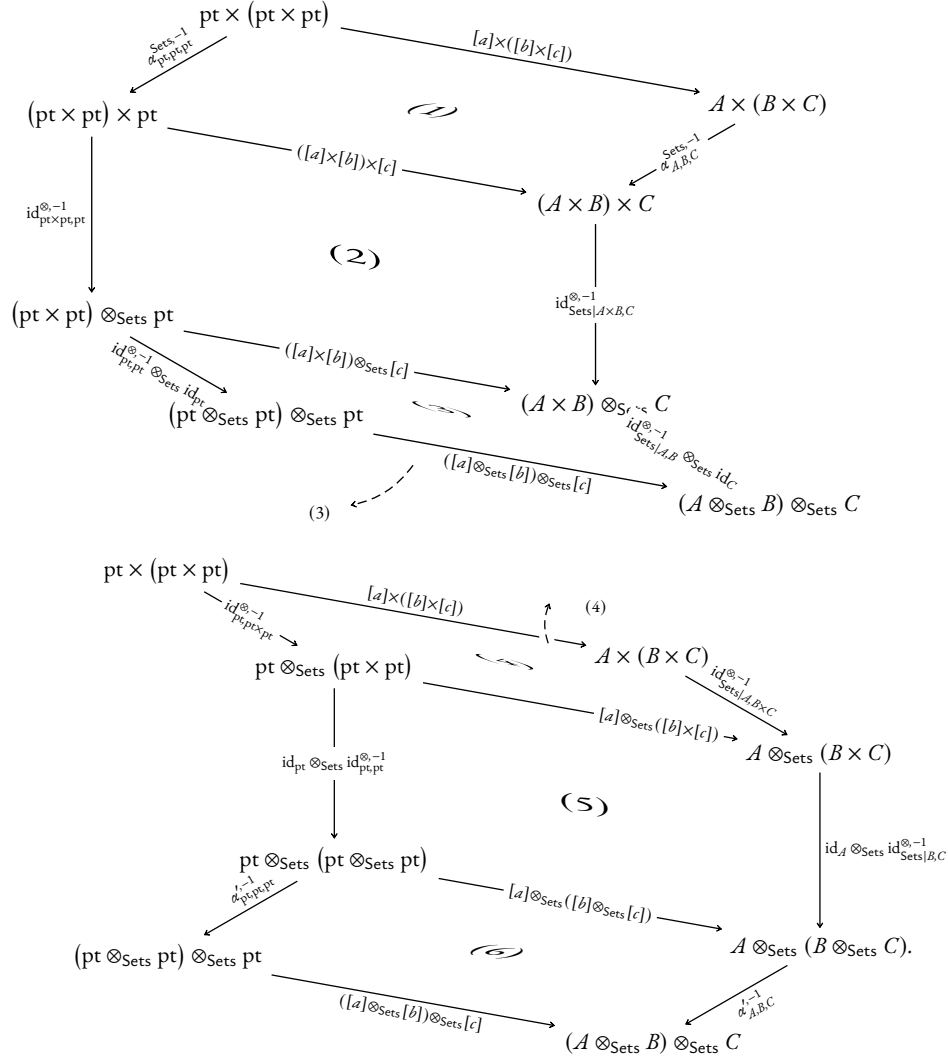 pt × (pt × pt)
[a]×([b]×[c])
α^{Sets,−1}_{pt,pt,pt}
A × (B × C)
(1)
(pt × pt) × pt
α^{Sets,−1}_{A,B,C}
([a]×[b])×[c]
(A × B) × C
id^{⊗,−1}_{pt×pt,pt}
(2)
id^{⊗,−1}_{Sets|A×B,C}
(pt × pt) ⊗_{Sets} pt
([a]×[b])⊗_{Sets}[c]
id^{⊗,−1}_{pt,pt} ⊗_{Sets} id_{pt}
(A × B) ⊗_{Sets} C
(pt ⊗_{Sets} pt) ⊗_{Sets} pt
id^{⊗,−1}_{Sets|A,B} ⊗_{Sets} id_C
([a]⊗_{Sets}[b])⊗_{Sets}[c]
(A ⊗_{Sets} B) ⊗_{Sets} C
(3)
pt × (pt × pt)
[a]×([b]×[c])
(4)
id^{⊗,−1}_{pt,pt×pt}
A × (B × C)
pt ⊗_{Sets} (pt × pt)
id^{⊗,−1}_{Sets|A,B×C}
[a]⊗_{Sets}([b]×[c])
A ⊗_{Sets} (B × C)
id_{pt} ⊗_{Sets} id^{⊗,−1}_{pt,pt}
(5)
id_A ⊗_{Sets} id^{⊗,−1}_{Sets|B,C}
pt ⊗_{Sets} (pt ⊗_{Sets} pt)
α^{′,−1}_{pt,pt,pt}
[a]⊗_{Sets}([b]⊗_{Sets}[c])
A ⊗_{Sets} (B ⊗_{Sets} C).
(pt ⊗_{Sets} pt) ⊗_{Sets} pt
(6)
α^{′,−1}_{A,B,C}
([a]⊗_{Sets}[b])⊗_{Sets}[c]
(A ⊗_{Sets} B) ⊗_{Sets} C